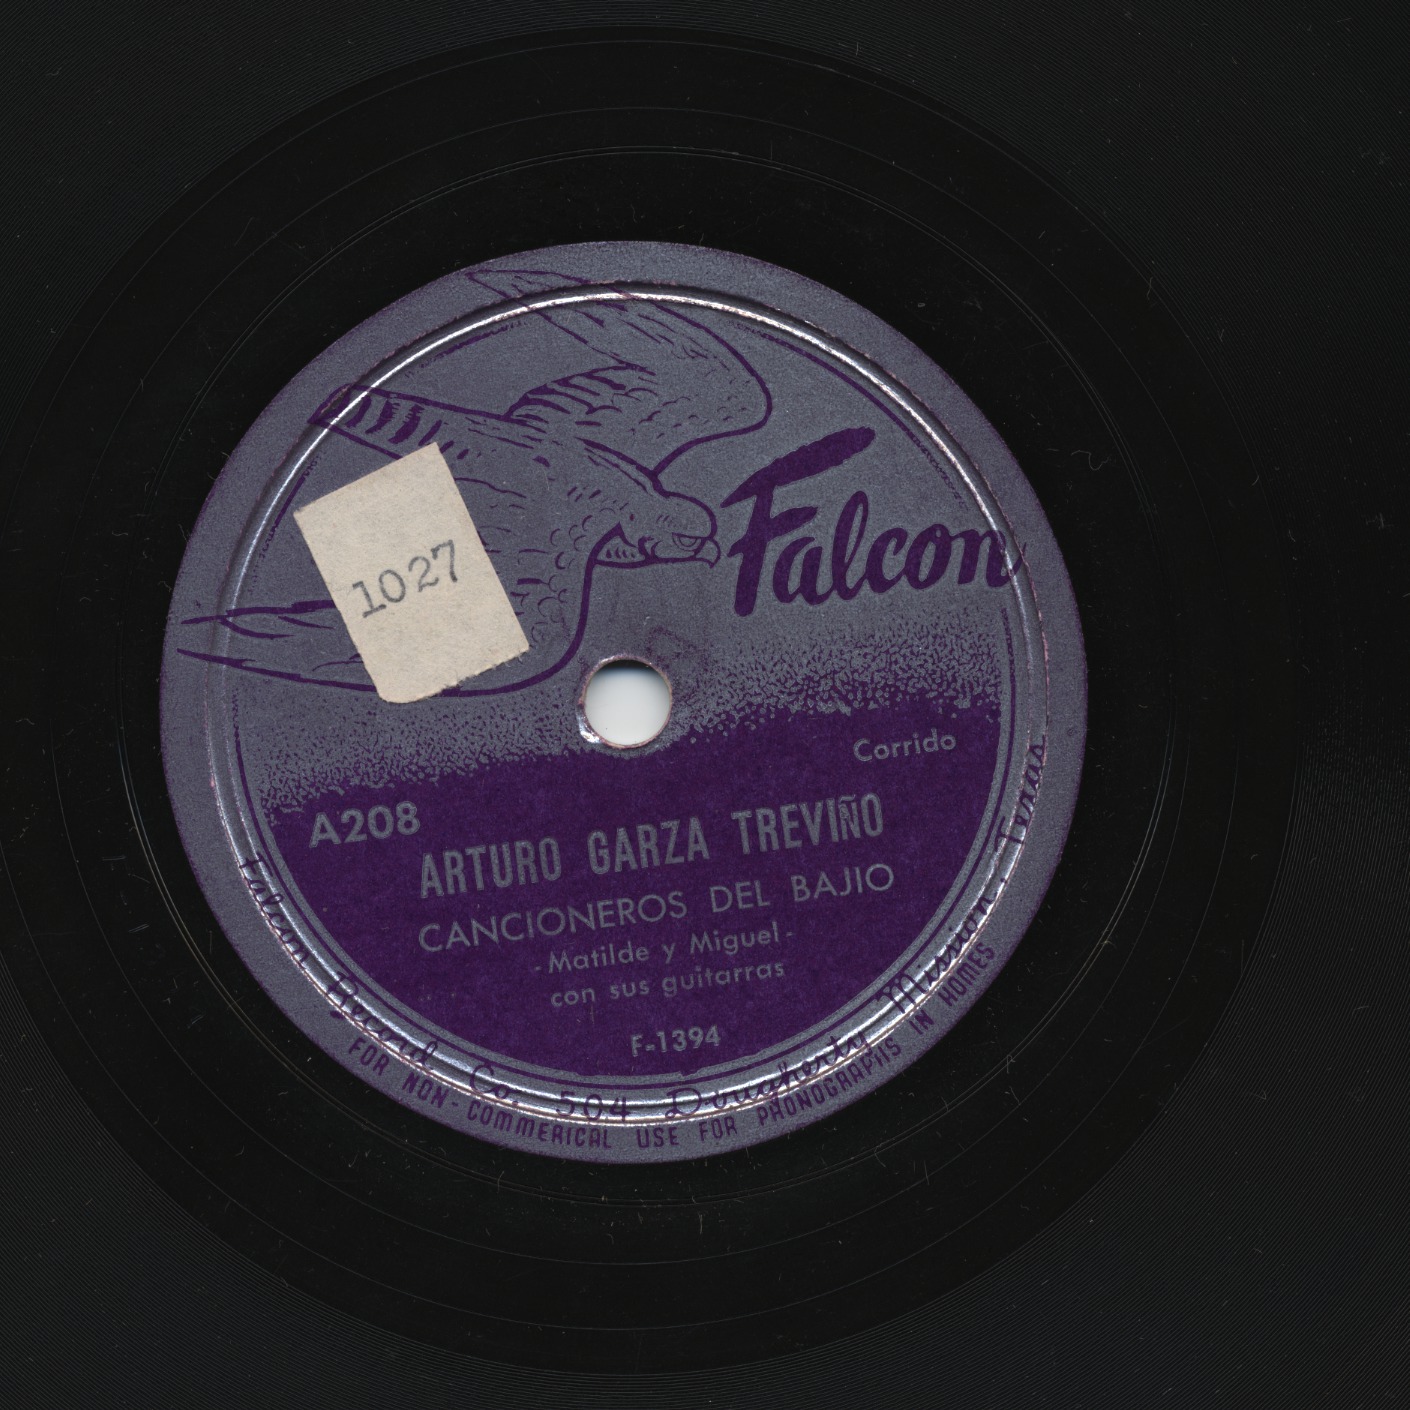 Falcon
1027
Corrido
A208
ARTURO GARZA TREVIÑO
CANCIONEROS DEL BAJIO
- Matilde y Miguel -
con sus guitarras
F-1394
Falcon Record Co. 504 Dougherty Mission, Texas
FOR NON-COMMERICAL USE FOR PHONOGRAPHS IN HOMES